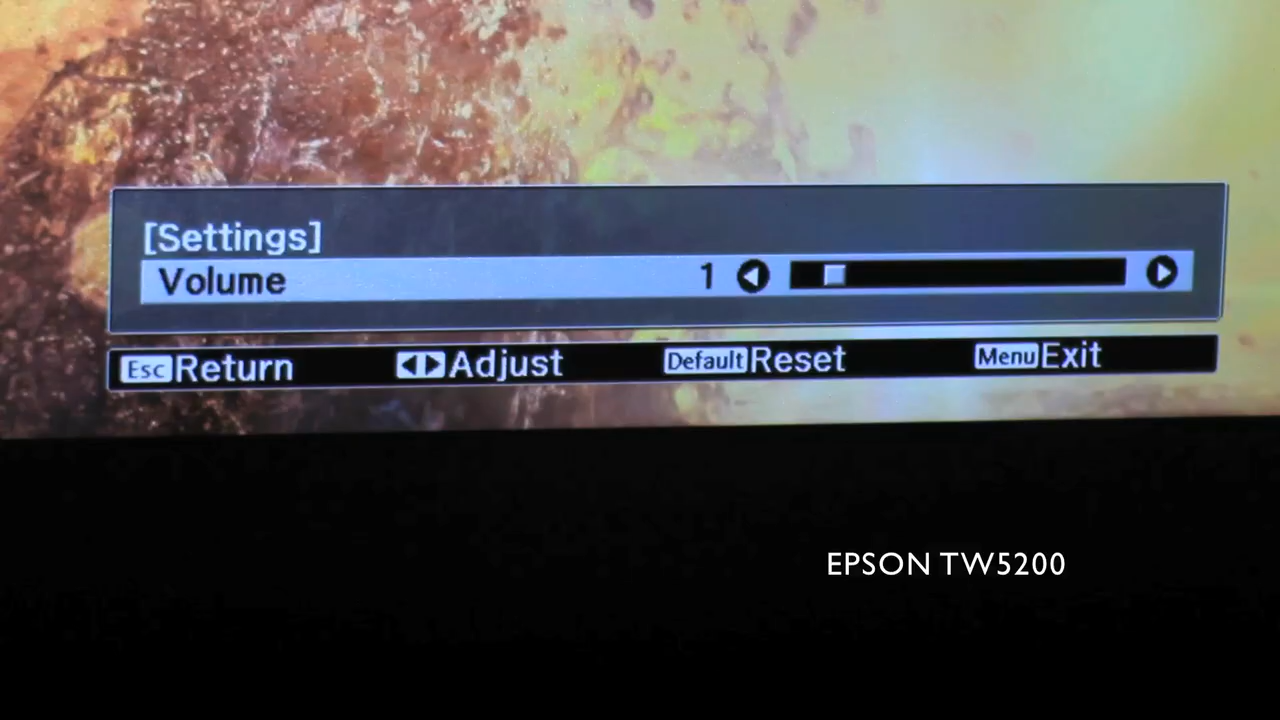 [Settings]
Volume 1
Esc Return Adjust Default Reset Menu Exit
EPSON TW5200